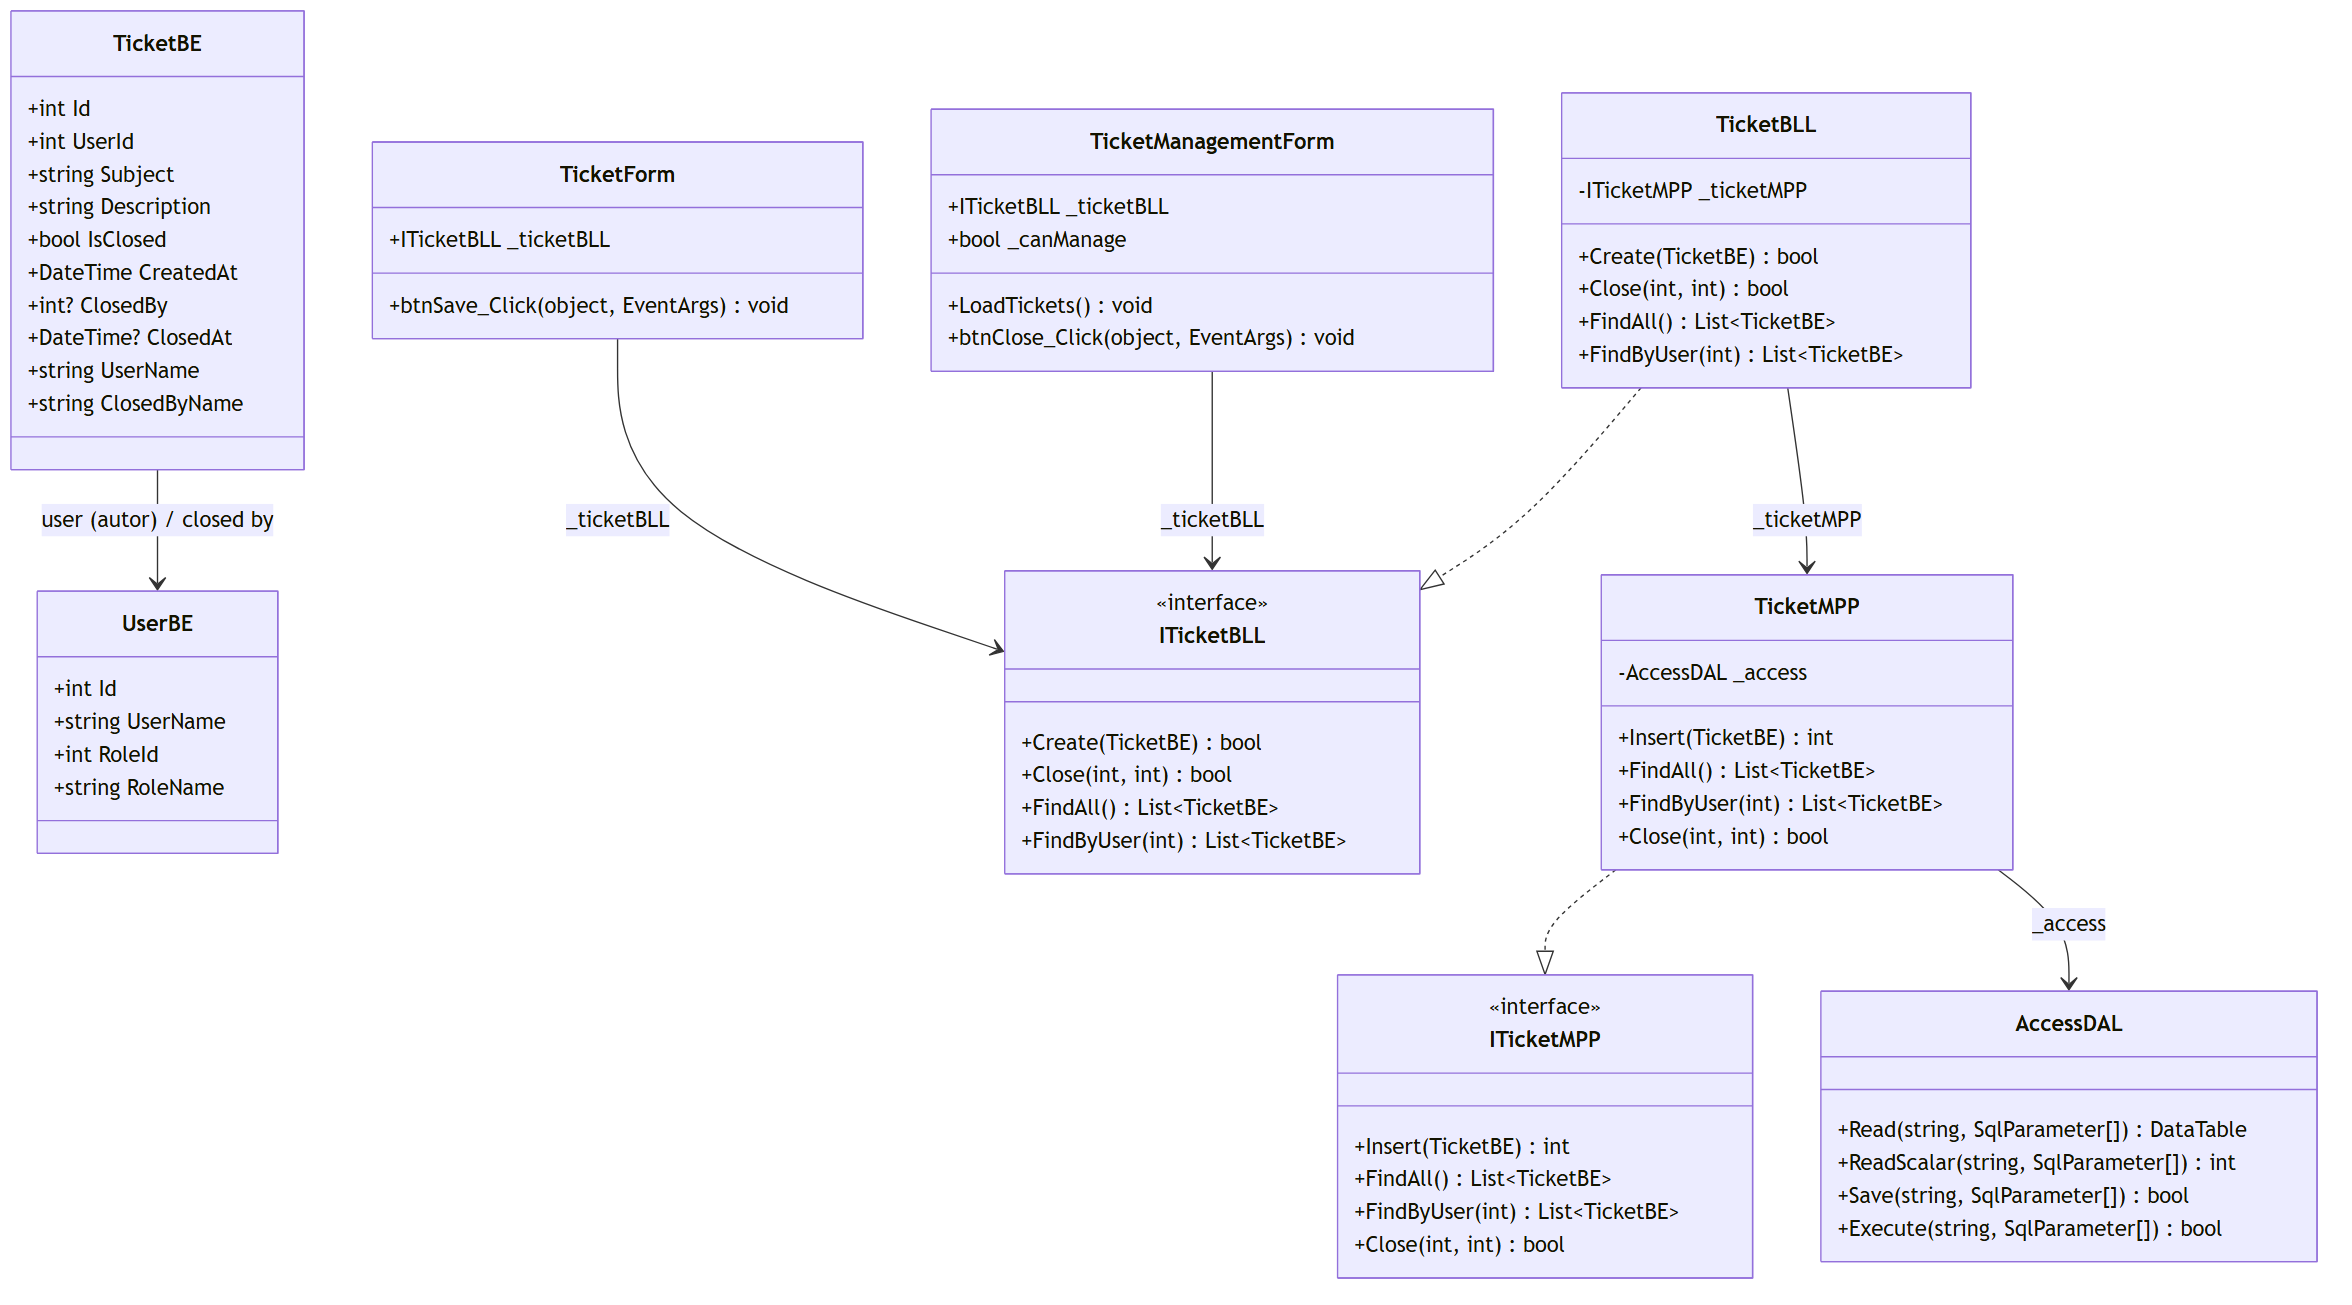 TicketBE
+int Id
+int UserId
+string Subject
+string Description
+bool IsClosed
+DateTime CreatedAt
+int? ClosedBy
+DateTime? ClosedAt
+string UserName
+string ClosedByName
user (autor) / closed by
UserBE
+int Id
+string UserName
+int RoleId
+string RoleName
TicketForm
+ITicketBLL _ticketBLL
+btnSave_Click(object, EventArgs) : void
_ticketBLL
TicketManagementForm
+ITicketBLL _ticketBLL
+bool _canManage
+LoadTickets() : void
+btnClose_Click(object, EventArgs) : void
_ticketBLL
«interface»
ITicketBLL
+Create(TicketBE) : bool
+Close(int, int) : bool
+FindAll() : List<TicketBE>
+FindByUser(int) : List<TicketBE>
TicketBLL
-ITicketMPP _ticketMPP
+Create(TicketBE) : bool
+Close(int, int) : bool
+FindAll() : List<TicketBE>
+FindByUser(int) : List<TicketBE>
_ticketMPP
TicketMPP
-AccessDAL _access
+Insert(TicketBE) : int
+FindAll() : List<TicketBE>
+FindByUser(int) : List<TicketBE>
+Close(int, int) : bool
_access
«interface»
ITicketMPP
+Insert(TicketBE) : int
+FindAll() : List<TicketBE>
+FindByUser(int) : List<TicketBE>
+Close(int, int) : bool
AccessDAL
+Read(string, SqlParameter[]) : DataTable
+ReadScalar(string, SqlParameter[]) : int
+Save(string, SqlParameter[]) : bool
+Execute(string, SqlParameter[]) : bool